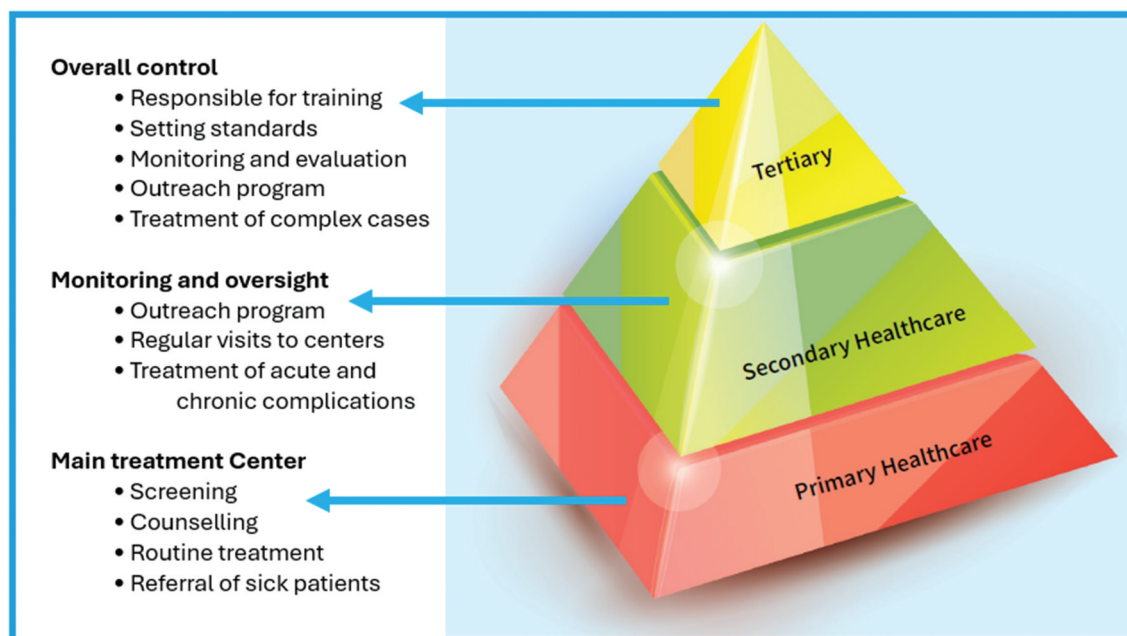 Overall control
• Responsible for training
• Setting standards
• Monitoring and evaluation
• Outreach program
• Treatment of complex cases
Monitoring and oversight
• Outreach program
• Regular visits to centers
• Treatment of acute and
chronic complications
Main treatment Center
• Screening
• Counselling
• Routine treatment
• Referral of sick patients
Tertiary
Secondary Healthcare
Primary Healthcare